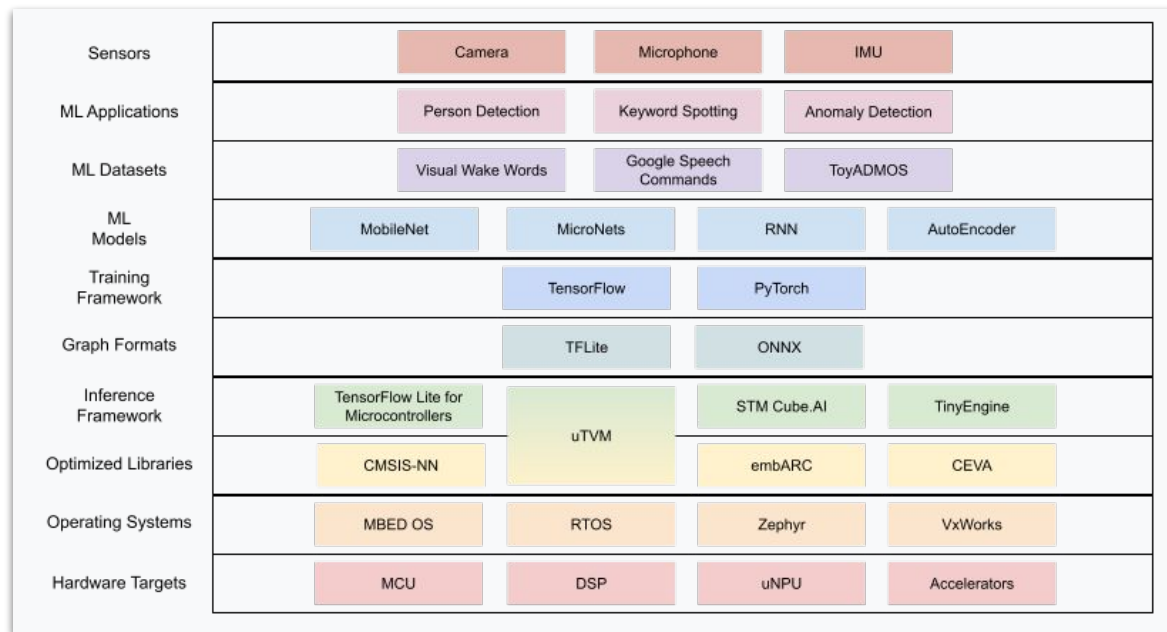 Sensors
Camera
Microphone
IMU
ML Applications
Person Detection
Keyword Spotting
Anomaly Detection
ML Datasets
Visual Wake Words
Google Speech
Commands
ToyADMOS
ML
Models
MobileNet
MicroNets
RNN
AutoEncoder
Training
Framework
TensorFlow
PyTorch
Graph Formats
TFLite
ONNX
Inference
Framework
TensorFlow Lite for
Microcontrollers
uTVM
STM Cube.AI
TinyEngine
Optimized Libraries
CMSIS-NN
embARC
CEVA
Operating Systems
MBED OS
RTOS
Zephyr
VxWorks
Hardware Targets
MCU
DSP
uNPU
Accelerators